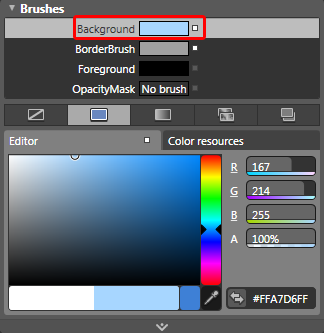 Brushes
Background
BorderBrush
Foreground
OpacityMask No brush
Editor Color resources
R 167
G 214
B 255
A 100%
#FFA7D6FF